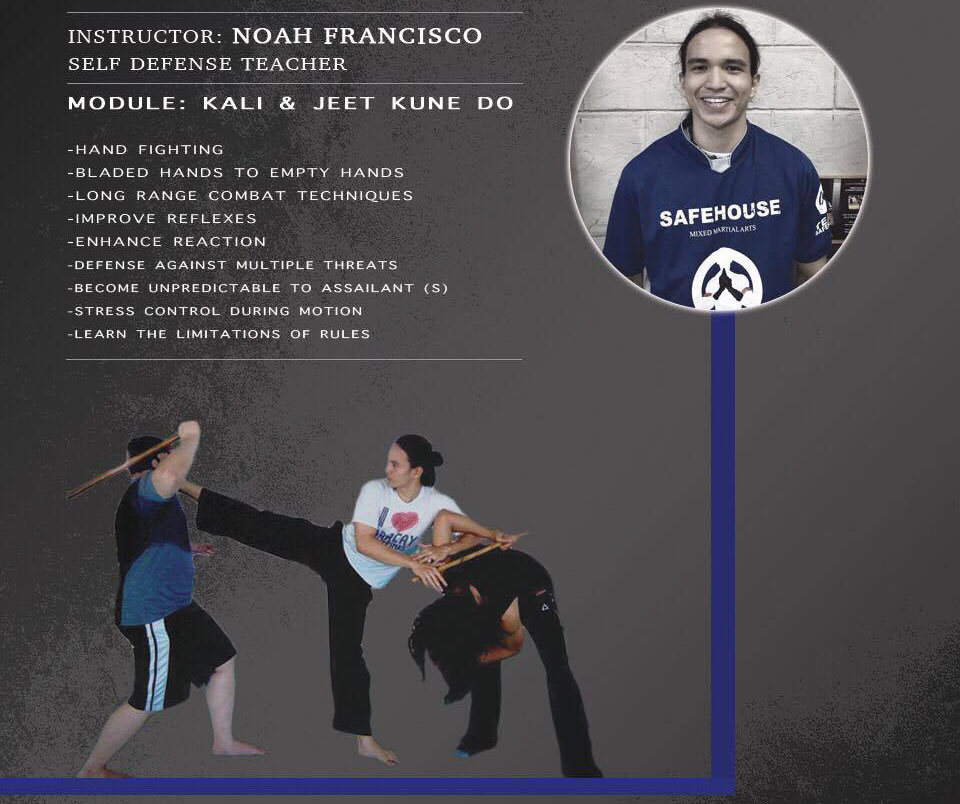 INSTRUCTOR: NOAH FRANCISCO
SELF DEFENSE TEACHER
MODULE: KALI & JEET KUNE DO
-HAND FIGHTING
-BLADED HANDS TO EMPTY HANDS
-LONG RANGE COMBAT TECHNIQUES
-IMPROVE REFLEXES
-ENHANCE REACTION
-DEFENSE AGAINST MULTIPLE THREATS
-BECOME UNPREDICTABLE TO ASSAILANT (S)
-STRESS CONTROL DURING MOTION
-LEARN THE LIMITATIONS OF RULES
SAFEHOUSE
MIXED MARTIAL ARTS
I